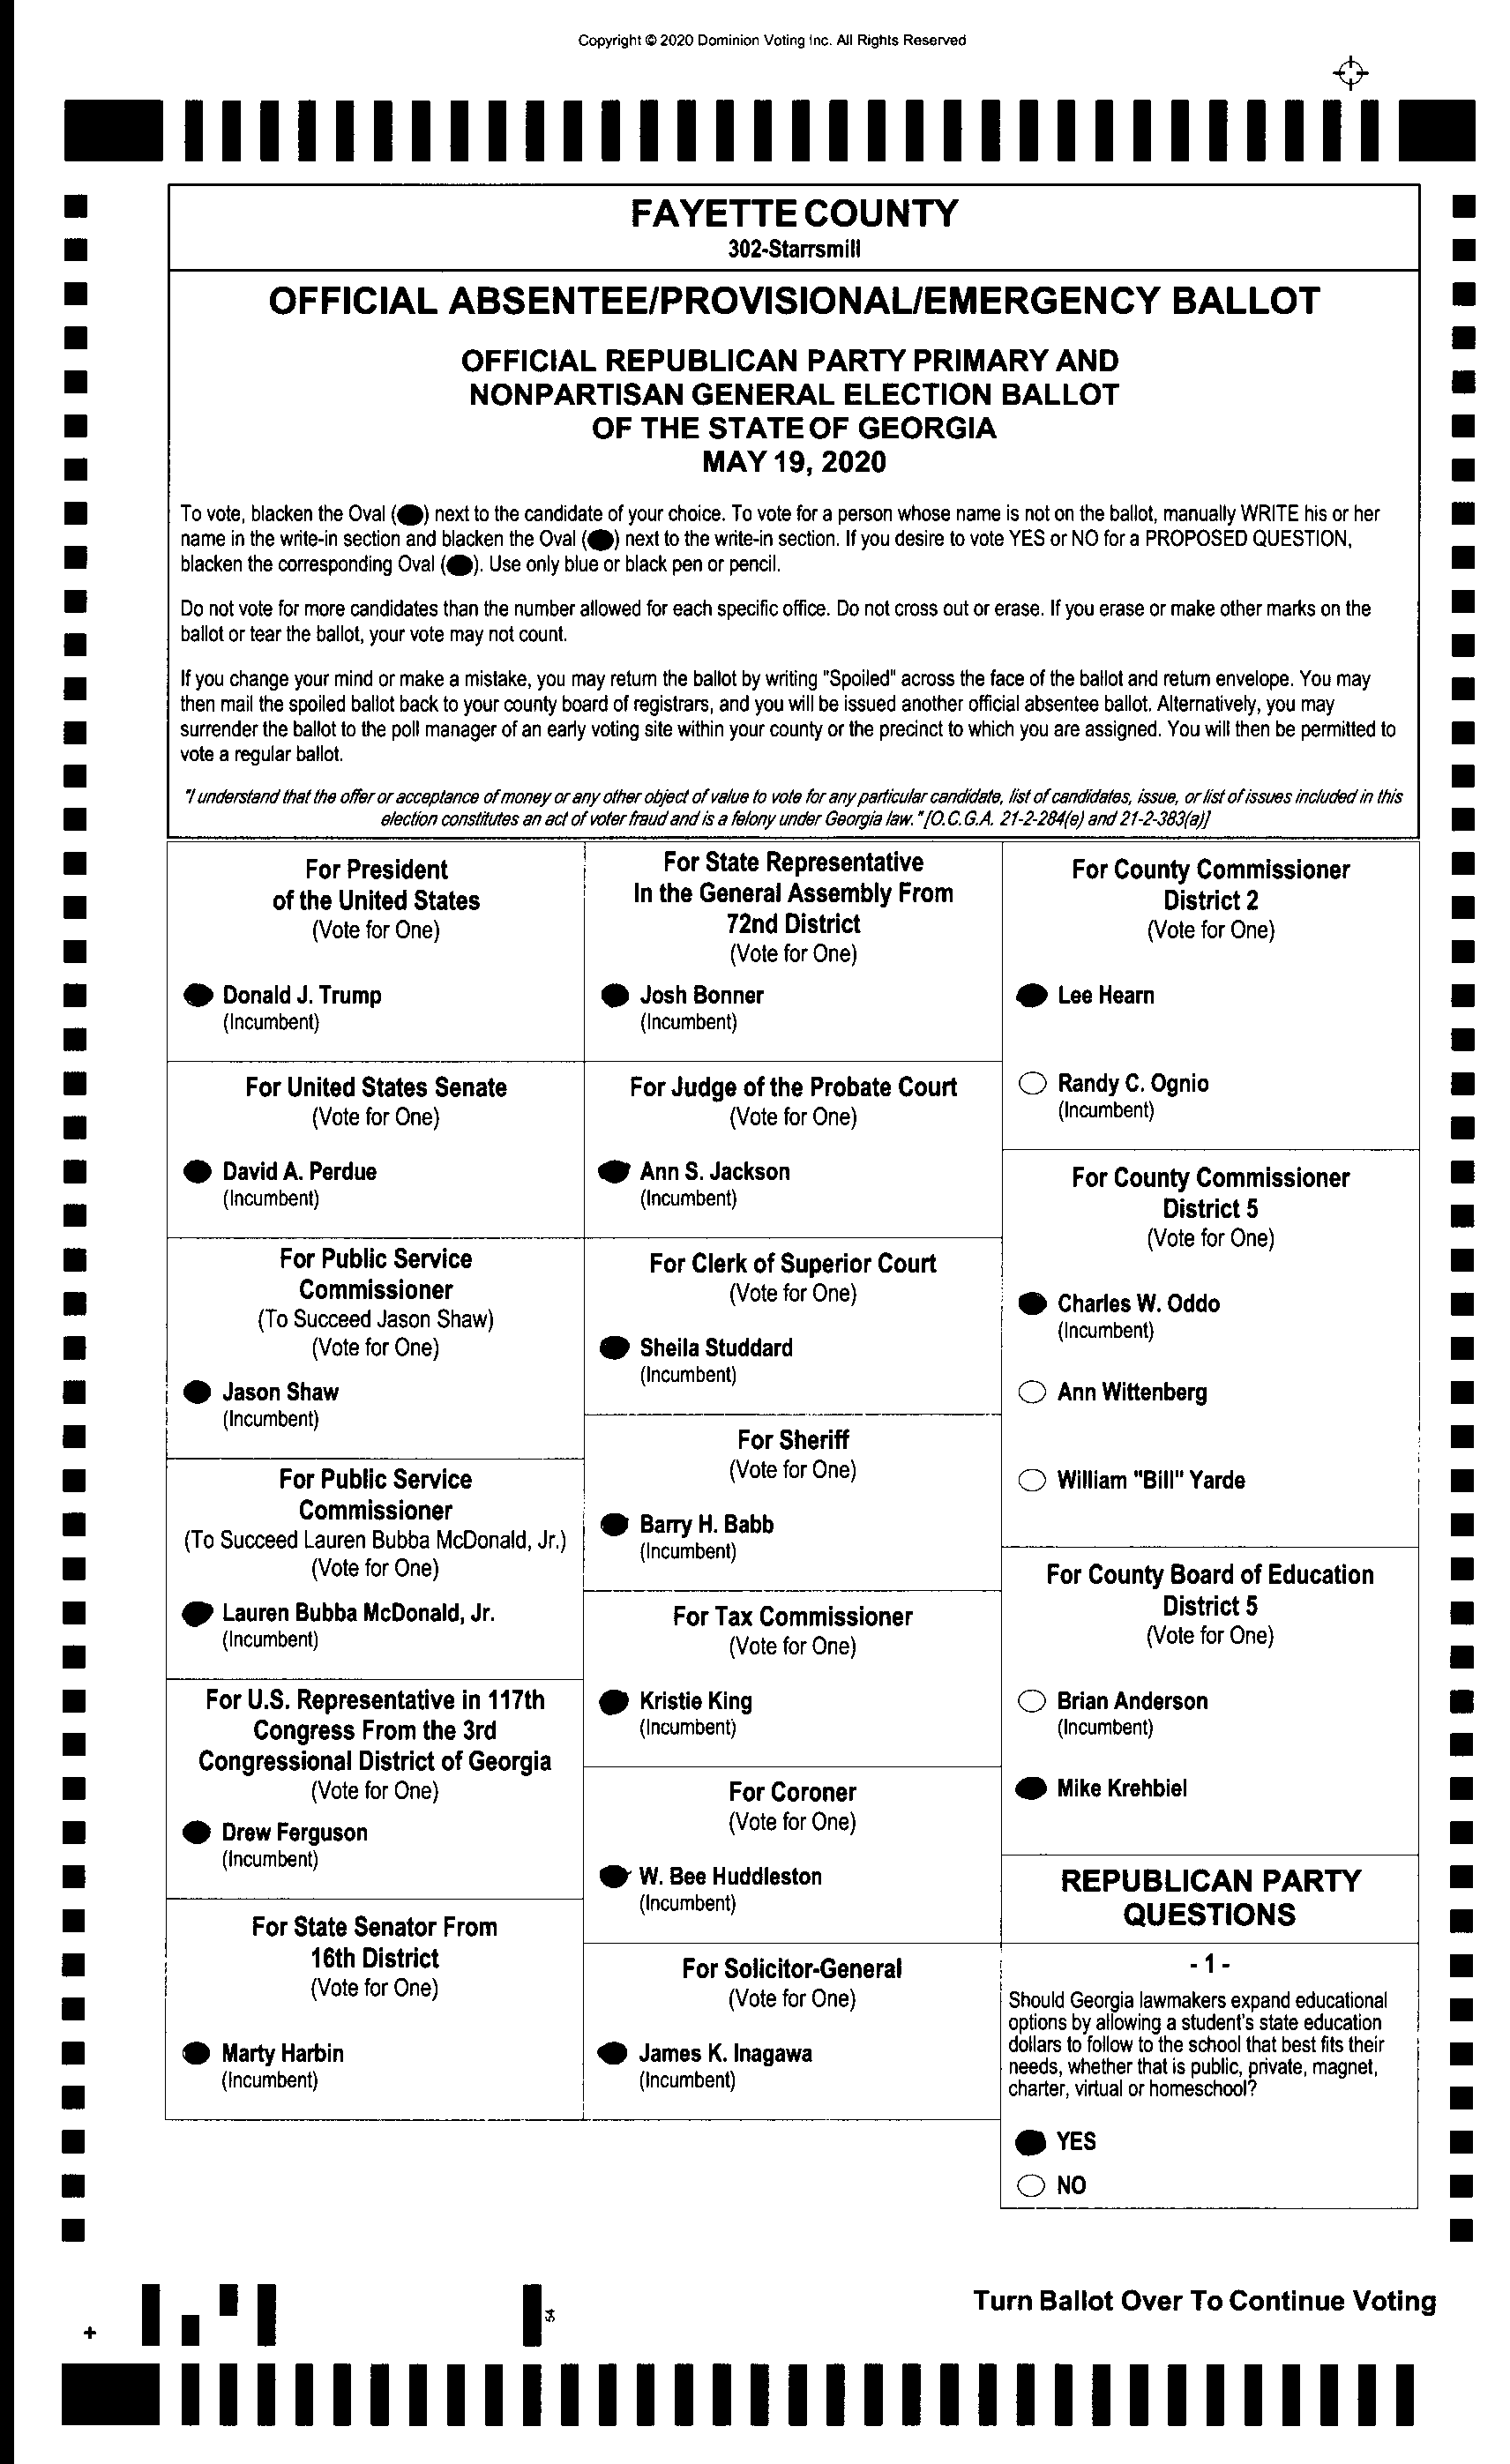 Copyright © 2020 Dominion Voting Inc. All Rights Reserved
FAYETTE COUNTY
302-Starrsmill
OFFICIAL ABSENTEE/PROVISIONAL/EMERGENCY BALLOT
OFFICIAL REPUBLICAN PARTY PRIMARY AND
NONPARTISAN GENERAL ELECTION BALLOT
OF THE STATE OF GEORGIA
MAY 19, 2020
To vote, blacken the Oval (●) next to the candidate of your choice. To vote for a person whose name is not on the ballot, manually WRITE his or her
name in the write-in section and blacken the Oval (●) next to the write-in section. If you desire to vote YES or NO for a PROPOSED QUESTION,
blacken the corresponding Oval (●). Use only blue or black pen or pencil.
Do not vote for more candidates than the number allowed for each specific office. Do not cross out or erase. If you erase or make other marks on the
ballot or tear the ballot, your vote may not count.
If you change your mind or make a mistake, you may return the ballot by writing "Spoiled" across the face of the ballot and return envelope. You may
then mail the spoiled ballot back to your county board of registrars, and you will be issued another official absentee ballot. Alternatively, you may
surrender the ballot to the poll manager of an early voting site within your county or the precinct to which you are assigned. You will then be permitted to
vote a regular ballot.
"I understand that the offer or acceptance of money or any other object of value to vote for any particular candidate, list of candidates, issue, or list of issues included in this
election constitutes an act of voter fraud and is a felony under Georgia law." [O.C.G.A. 21-2-284(e) and 21-2-383(a)]
For President
of the United States
(Vote for One)
Donald J. Trump
(Incumbent)
For United States Senate
(Vote for One)
David A. Perdue
(Incumbent)
For Public Service
Commissioner
(To Succeed Jason Shaw)
(Vote for One)
Jason Shaw
(Incumbent)
For Public Service
Commissioner
(To Succeed Lauren Bubba McDonald, Jr.)
(Vote for One)
Lauren Bubba McDonald, Jr.
(Incumbent)
For U.S. Representative in 117th
Congress From the 3rd
Congressional District of Georgia
(Vote for One)
Drew Ferguson
(Incumbent)
For State Senator From
16th District
(Vote for One)
Marty Harbin
(Incumbent)
For State Representative
In the General Assembly From
72nd District
(Vote for One)
Josh Bonner
(Incumbent)
For Judge of the Probate Court
(Vote for One)
Ann S. Jackson
(Incumbent)
For Clerk of Superior Court
(Vote for One)
Sheila Studdard
(Incumbent)
For Sheriff
(Vote for One)
Barry H. Babb
(Incumbent)
For Tax Commissioner
(Vote for One)
Kristie King
(Incumbent)
For Coroner
(Vote for One)
W. Bee Huddleston
(Incumbent)
For Solicitor-General
(Vote for One)
James K. Inagawa
(Incumbent)
For County Commissioner
District 2
(Vote for One)
Lee Hearn
Randy C. Ognio
(Incumbent)
For County Commissioner
District 5
(Vote for One)
Charles W. Oddo
(Incumbent)
Ann Wittenberg
William "Bill" Yarde
For County Board of Education
District 5
(Vote for One)
Brian Anderson
(Incumbent)
Mike Krehbiel
REPUBLICAN PARTY
QUESTIONS
- 1 -
Should Georgia lawmakers expand educational
options by allowing a student's state education
dollars to follow to the school that best fits their
needs, whether that is public, private, magnet,
charter, virtual or homeschool?
YES
NO
54
Turn Ballot Over To Continue Voting